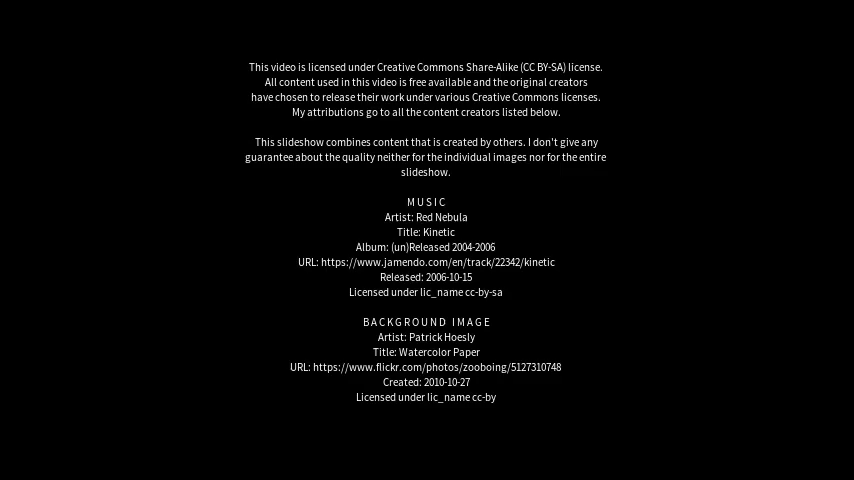 This video is licensed under Creative Commons Share-Alike (CC BY-SA) license.
All content used in this video is free available and the original creators
have chosen to release their work under various Creative Commons licenses.
My attributions go to all the content creators listed below.
This slideshow combines content that is created by others. I don't give any
guarantee about the quality neither for the individual images nor for the entire
slideshow.
MUSIC
Artist: Red Nebula
Title: Kinetic
Album: (un)Released 2004-2006
URL: https://www.jamendo.com/en/track/22342/kinetic
Released: 2006-10-15
Licensed under lic_name cc-by-sa
BACKGROUND IMAGE
Artist: Patrick Hoesly
Title: Watercolor Paper
URL: https://www.flickr.com/photos/zooboing/5127310748
Created: 2010-10-27
Licensed under lic_name cc-by